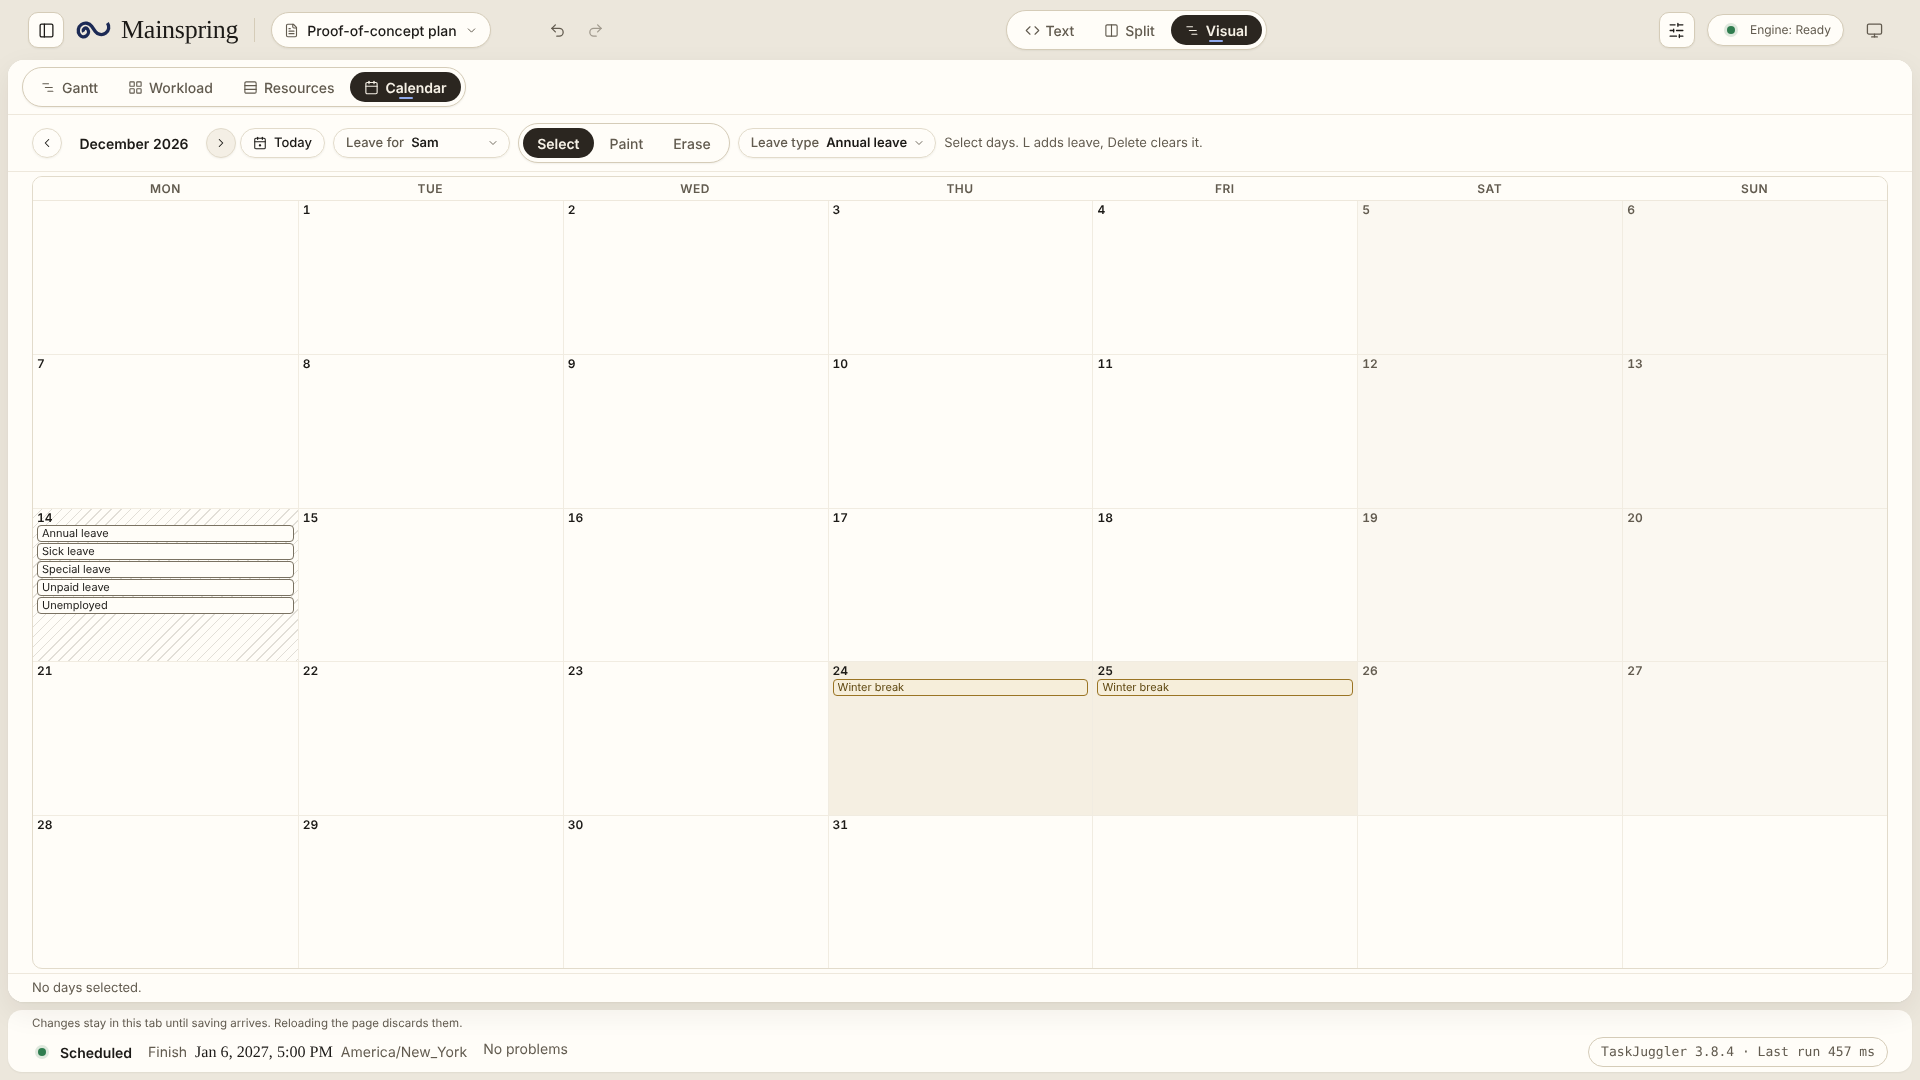 Mainspring
Proof-of-concept plan
Text
Split
Visual
Engine: Ready
Gantt
Workload
Resources
Calendar
December 2026
Today
Leave for Sam
Select
Paint
Erase
Leave type Annual leave
Select days. L adds leave, Delete clears it.
MON TUE WED THU FRI SAT SUN
1 2 3 4 5 6
7 8 9 10 11 12 13
14 15 16 17 18 19 20
Annual leave
Sick leave
Special leave
Unpaid leave
Unemployed
21 22 23 24 25 26 27
Winter break Winter break
28 29 30 31
No days selected.
Changes stay in this tab until saving arrives. Reloading the page discards them.
Scheduled Finish Jan 6, 2027, 5:00 PM America/New_York No problems
TaskJuggler 3.8.4 · Last run 457 ms